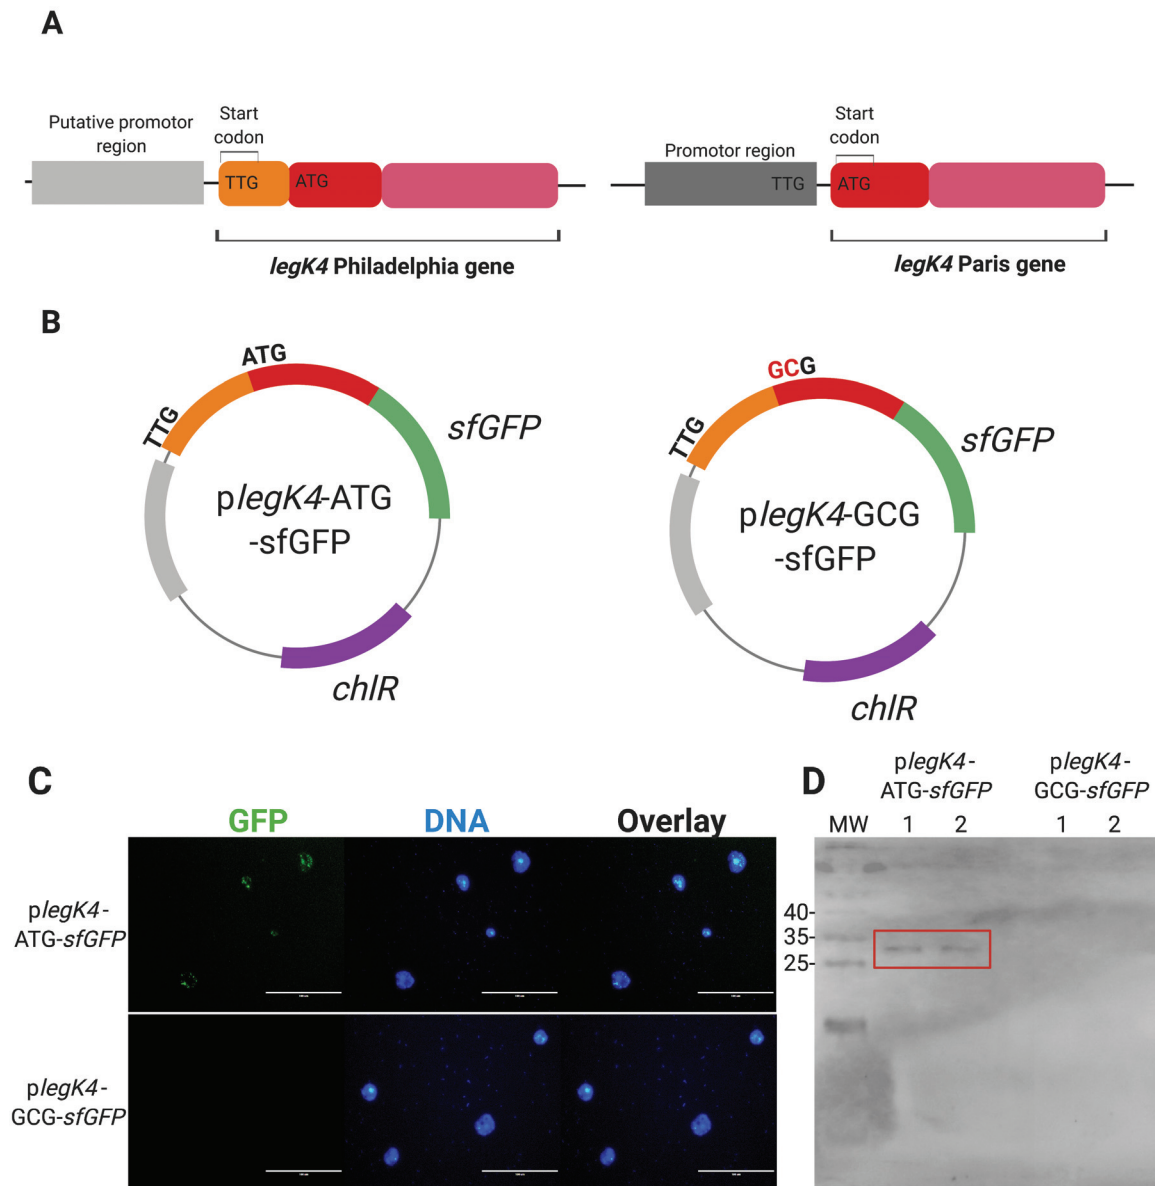 A
Putative promotor
region
Start
codon
TTG
ATG
legK4 Philadelphia gene
Promotor region
TTG
Start
codon
ATG
legK4 Paris gene
B
TTG
ATG
sfGFP
plegK4-ATG
-sfGFP
chlR
TTG
GCG
sfGFP
plegK4-GCG
-sfGFP
chlR
C
GFP
DNA
Overlay
plegK4-
ATG-sfGFP
plegK4-
GCG-sfGFP
D
plegK4-
ATG-sfGFP
plegK4-
GCG-sfGFP
MW 1 2 1 2
40-
35-
25-